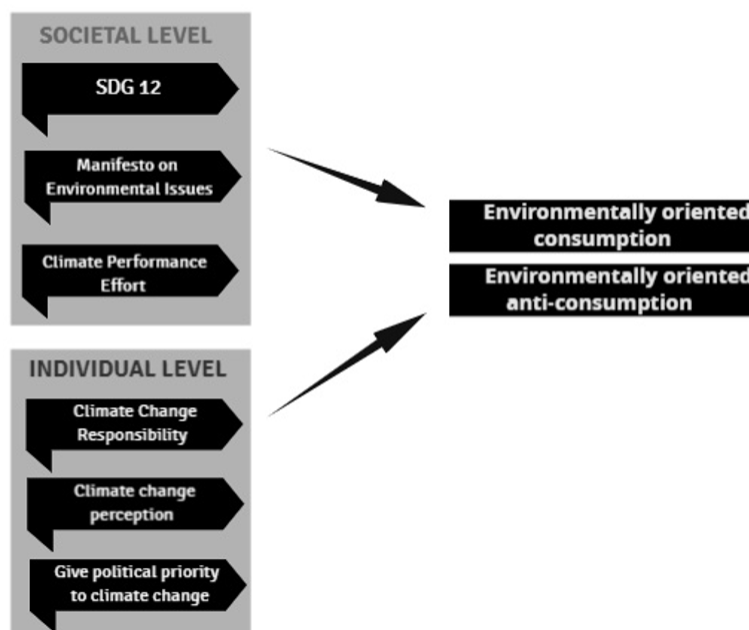 SOCIETAL LEVEL
SDG 12
Manifesto on
Environmental Issues
Climate Performance
Effort
INDIVIDUAL LEVEL
Climate Change
Responsibility
Climate change
perception
Give political priority
to climate change
Environmentally oriented
consumption
Environmentally oriented
anti-consumption